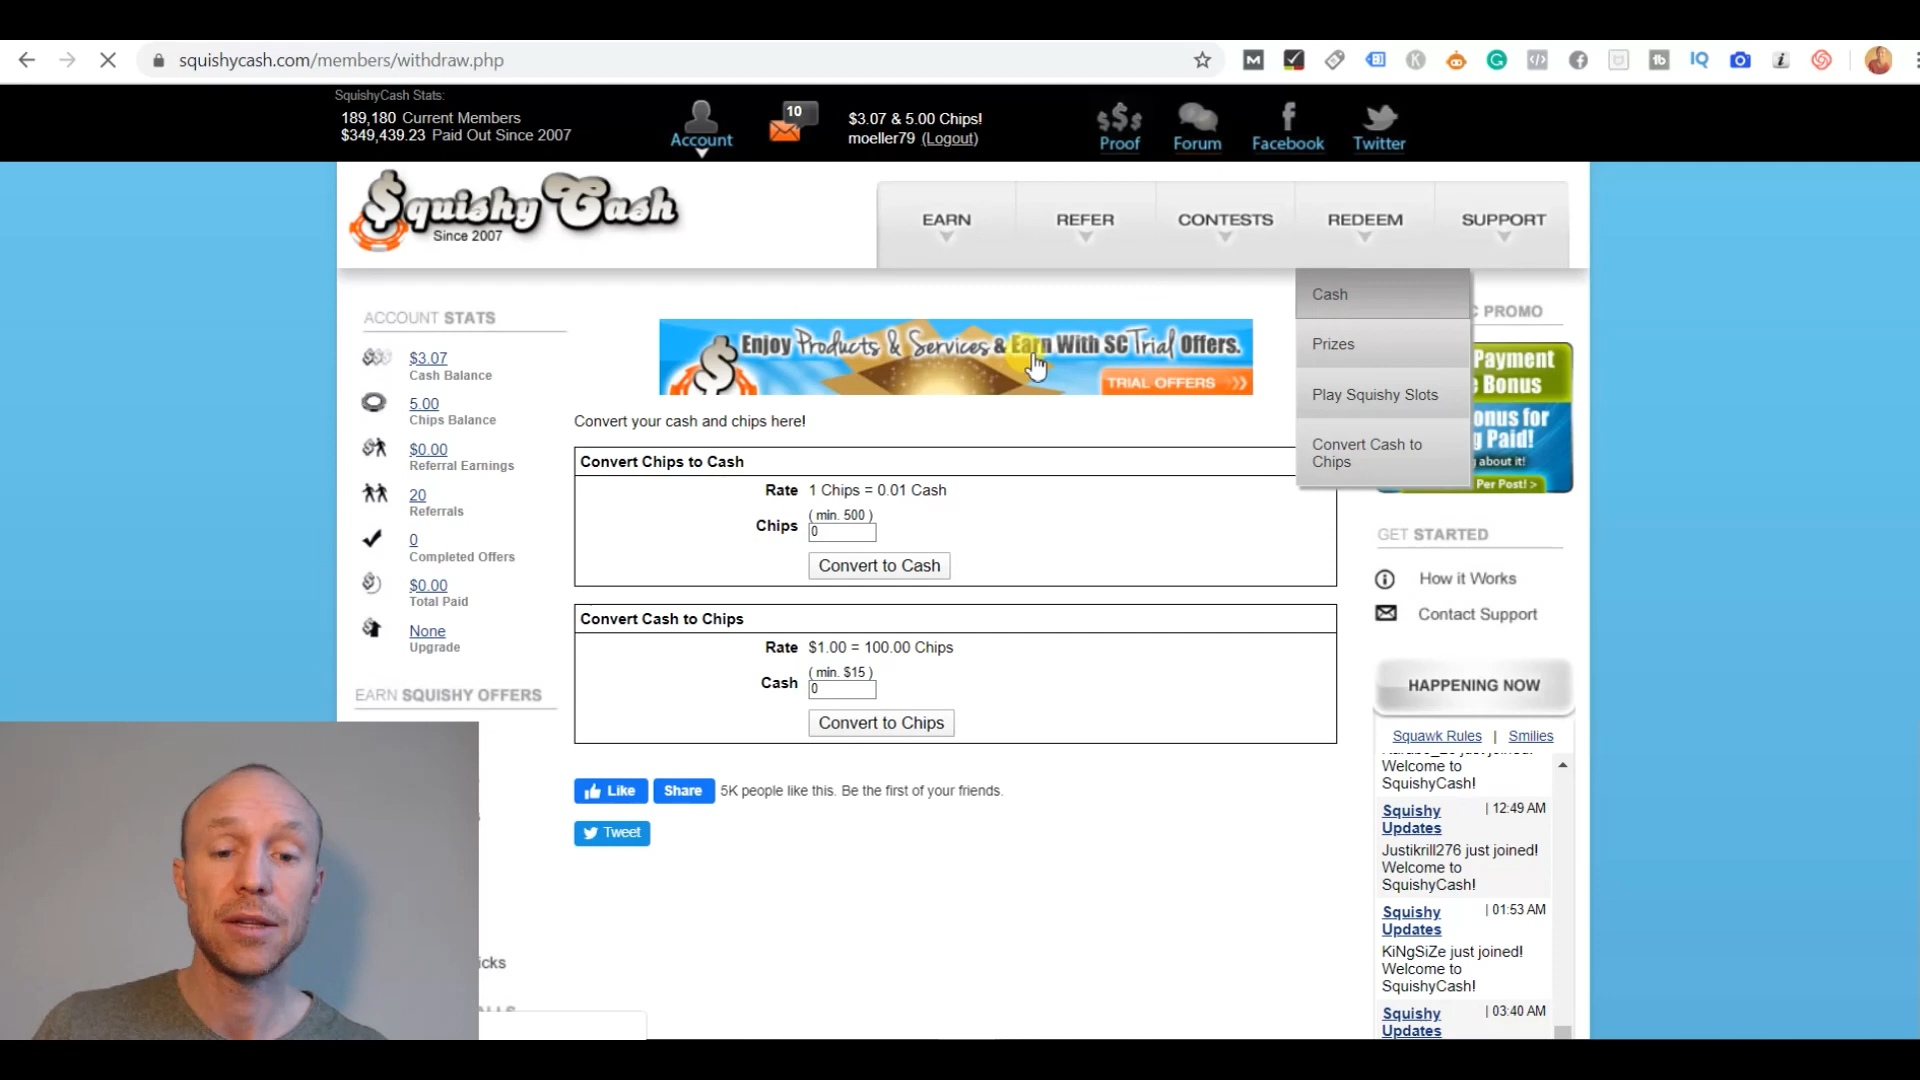 squishycash.com/members/withdraw.php
SquishyCash Stats:
189,180 Current Members
$349,439.23 Paid Out Since 2007
Account
10
$3.07 & 5.00 Chips!
moeller79 (Logout)
Proof
Forum
Facebook
Twitter
$quishy Cash
Since 2007
EARN
REFER
CONTESTS
REDEEM
SUPPORT
Cash
Prizes
Play Squishy Slots
Convert Cash to
Chips
ACCOUNT STATS
$3.07
Cash Balance
5.00
Chips Balance
$0.00
Referral Earnings
20
Referrals
0
Completed Offers
$0.00
Total Paid
None
Upgrade
EARN SQUISHY OFFERS
icks
Enjoy Products & Services & Earn With SC Trial Offers.
TRIAL OFFERS
Convert your cash and chips here!
Convert Chips to Cash
Rate 1 Chips = 0.01 Cash
( min. 500 )
Chips 0
Convert to Cash
Convert Cash to Chips
Rate $1.00 = 100.00 Chips
( min. $15 )
Cash 0
Convert to Chips
Like Share 5K people like this. Be the first of your friends.
Tweet
C PROMO
Payment
Bonus
onus for
Paid!
about it!
Per Post! >
GET STARTED
How it Works
Contact Support
HAPPENING NOW
Squawk Rules | Smilies
Welcome to
SquishyCash!
Squishy | 12:49 AM
Updates
Justikrill276 just joined!
Welcome to
SquishyCash!
Squishy | 01:53 AM
Updates
KiNgSiZe just joined!
Welcome to
SquishyCash!
Squishy | 03:40 AM
Updates